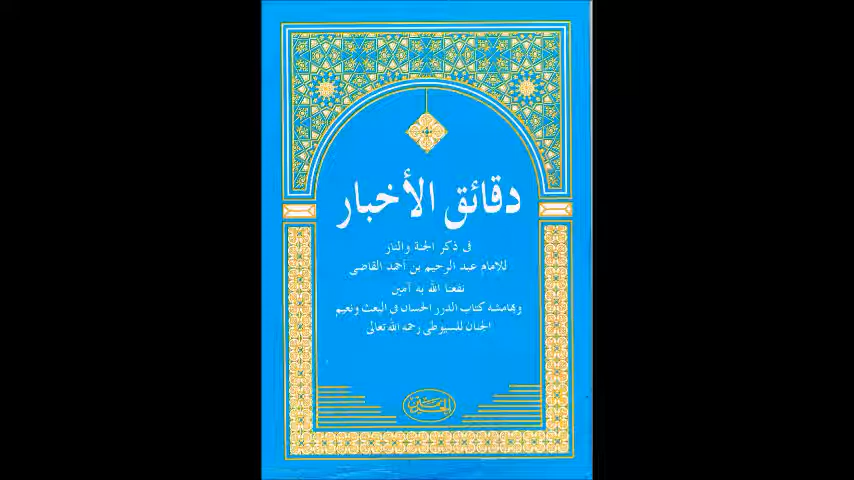 دقائق الأخبار
فى ذكر الجنة والنار
للامام عبد الرحيم بن أحمد القاضى
نفعنا الله به آمين
وبهامشه كتاب الدرر الحسان فى البعث ونعيم
الجنان للسيوطى رحمه الله تعالى
الحرمين